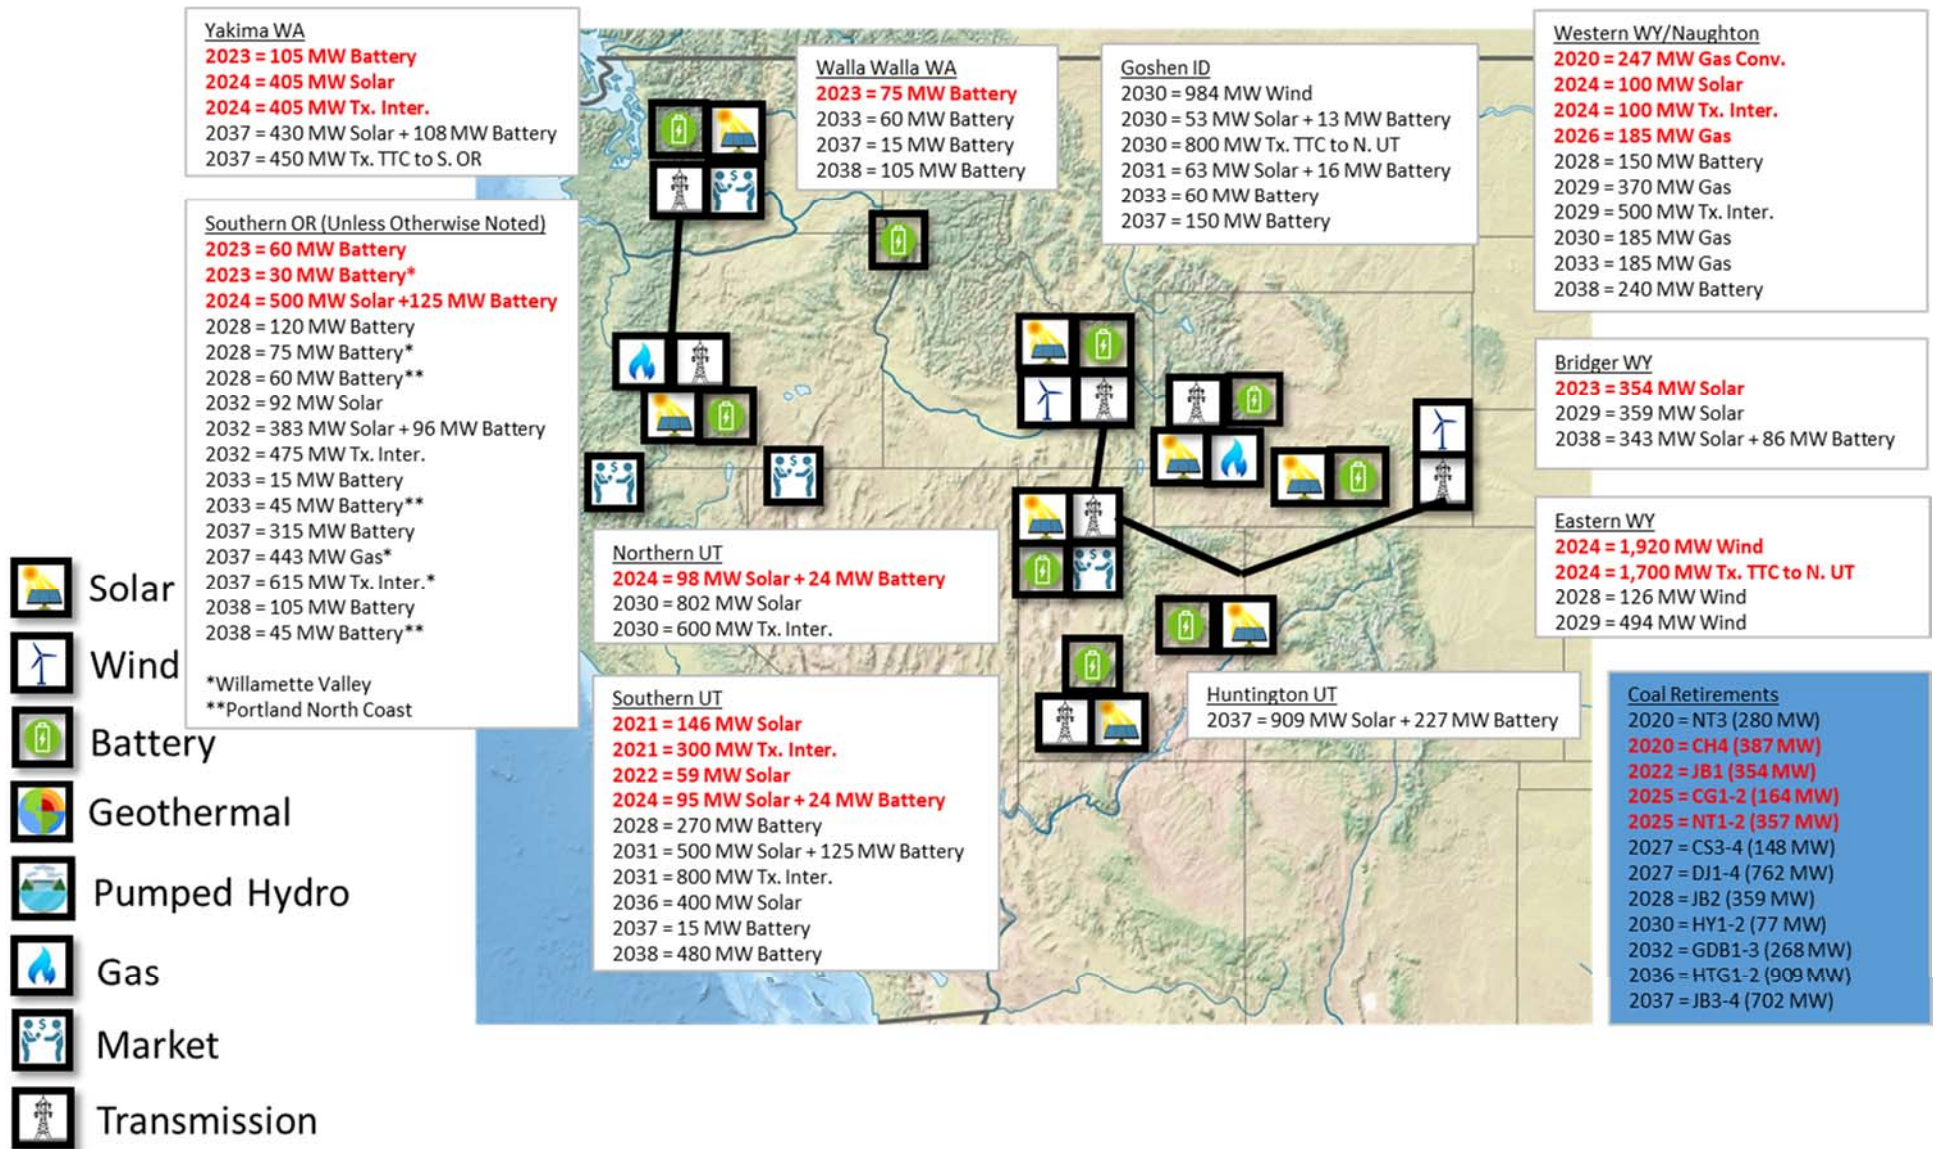 Yakima WA
2023 = 105 MW Battery
2024 = 405 MW Solar
2024 = 405 MW Tx. Inter.
2037 = 430 MW Solar + 108 MW Battery
2037 = 450 MW Tx. TTC to S. OR
Southern OR (Unless Otherwise Noted)
2023 = 60 MW Battery
2023 = 30 MW Battery*
2024 = 500 MW Solar +125 MW Battery
2028 = 120 MW Battery
2028 = 75 MW Battery*
2028 = 60 MW Battery**
2032 = 92 MW Solar
2032 = 383 MW Solar + 96 MW Battery
2032 = 475 MW Tx. Inter.
2033 = 15 MW Battery
2033 = 45 MW Battery**
2037 = 315 MW Battery
2037 = 443 MW Gas*
2037 = 615 MW Tx. Inter.*
2038 = 105 MW Battery
2038 = 45 MW Battery**
*Willamette Valley
**Portland North Coast
Walla Walla WA
2023 = 75 MW Battery
2033 = 60 MW Battery
2037 = 15 MW Battery
2038 = 105 MW Battery
Goshen ID
2030 = 984 MW Wind
2030 = 53 MW Solar + 13 MW Battery
2030 = 800 MW Tx. TTC to N. UT
2031 = 63 MW Solar + 16 MW Battery
2033 = 60 MW Battery
2037 = 150 MW Battery
Western WY/Naughton
2020 = 247 MW Gas Conv.
2024 = 100 MW Solar
2024 = 100 MW Tx. Inter.
2026 = 185 MW Gas
2028 = 150 MW Battery
2029 = 370 MW Gas
2029 = 500 MW Tx. Inter.
2030 = 185 MW Gas
2033 = 185 MW Gas
2038 = 240 MW Battery
Bridger WY
2023 = 354 MW Solar
2029 = 359 MW Solar
2038 = 343 MW Solar + 86 MW Battery
Eastern WY
2024 = 1,920 MW Wind
2024 = 1,700 MW Tx. TTC to N. UT
2028 = 126 MW Wind
2029 = 494 MW Wind
Northern UT
2024 = 98 MW Solar + 24 MW Battery
2030 = 802 MW Solar
2030 = 600 MW Tx. Inter.
Southern UT
2021 = 146 MW Solar
2021 = 300 MW Tx. Inter.
2022 = 59 MW Solar
2024 = 95 MW Solar + 24 MW Battery
2028 = 270 MW Battery
2031 = 500 MW Solar + 125 MW Battery
2031 = 800 MW Tx. Inter.
2036 = 400 MW Solar
2037 = 15 MW Battery
2038 = 480 MW Battery
Huntington UT
2037 = 909 MW Solar + 227 MW Battery
Coal Retirements
2020 = NT3 (280 MW)
2020 = CH4 (387 MW)
2022 = JB1 (354 MW)
2025 = CG1-2 (164 MW)
2025 = NT1-2 (357 MW)
2027 = CS3-4 (148 MW)
2027 = DJ1-4 (762 MW)
2028 = JB2 (359 MW)
2030 = HY1-2 (77 MW)
2032 = GDB1-3 (268 MW)
2036 = HTG1-2 (909 MW)
2037 = JB3-4 (702 MW)
Solar
Wind
Battery
Geothermal
Pumped Hydro
Gas
Market
Transmission